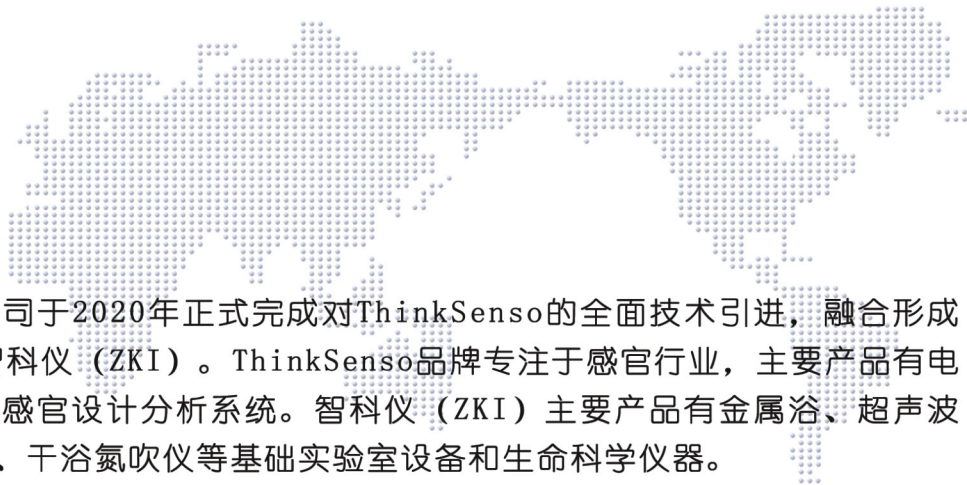 司于2020年正式完成对ThinkSenso的全面技术引进，融合形成
科仪（ZKI）。ThinkSenso品牌专注于感官行业，主要产品有电
感官设计分析系统。智科仪（ZKI）主要产品有金属浴、超声波
、干浴氮吹仪等基础实验室设备和生命科学仪器。